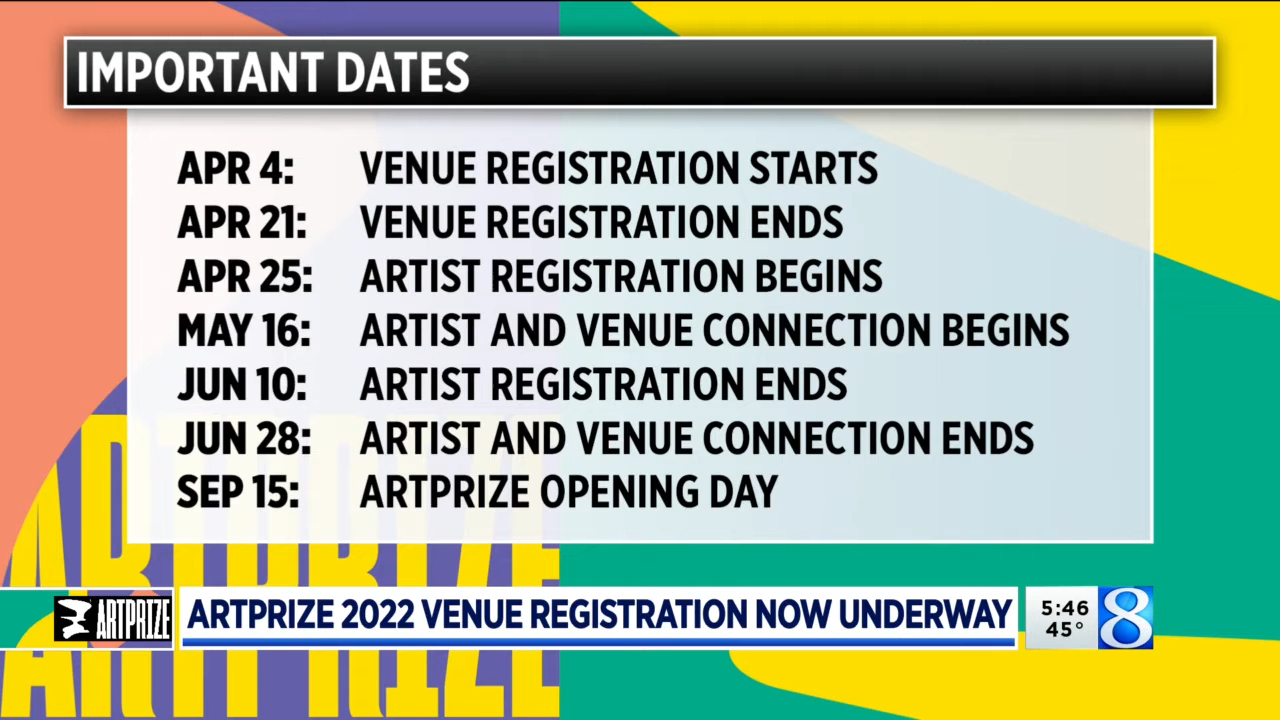 IMPORTANT DATES
APR 4: VENUE REGISTRATION STARTS
APR 21: VENUE REGISTRATION ENDS
APR 25: ARTIST REGISTRATION BEGINS
MAY 16: ARTIST AND VENUE CONNECTION BEGINS
JUN 10: ARTIST REGISTRATION ENDS
JUN 28: ARTIST AND VENUE CONNECTION ENDS
SEP 15: ARTPRIZE OPENING DAY
ARTPRIZE
ARTPRIZE
ARTPRIZE 2022 VENUE REGISTRATION NOW UNDERWAY
5:46
45°
8
ARTPRIZE